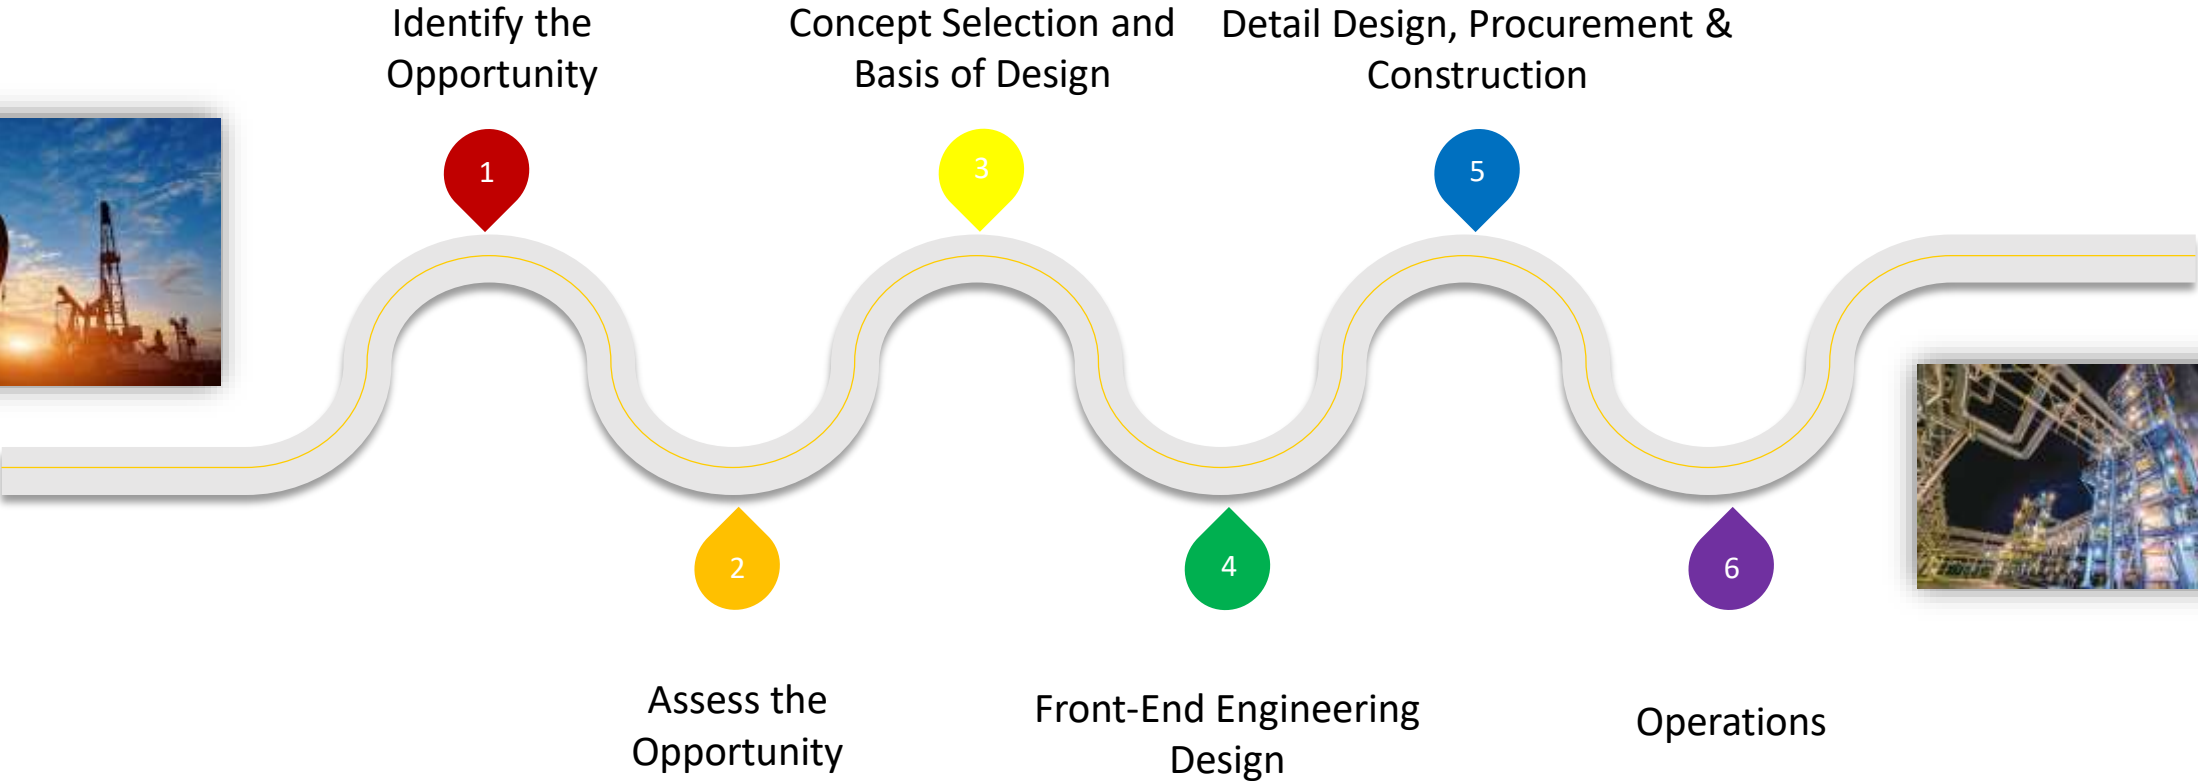 Identify the
Opportunity
Concept Selection and
Basis of Design
Detail Design, Procurement &
Construction
1
3
5
2
4
6
Assess the
Opportunity
Front-End Engineering
Design
Operations